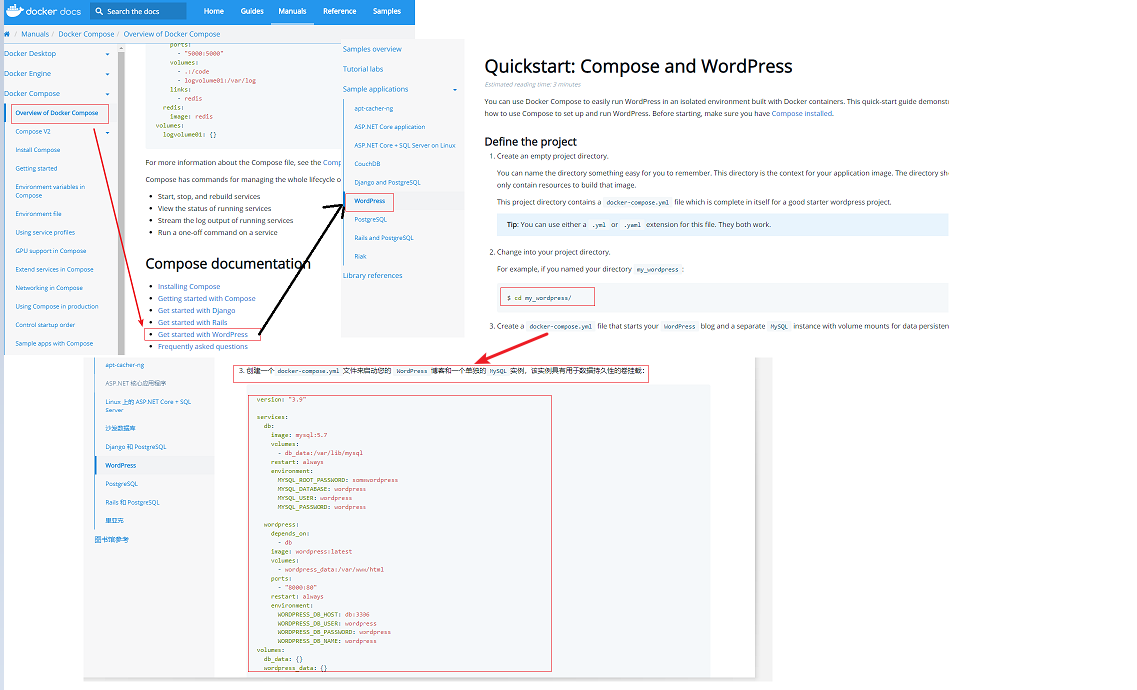 docker docs
Search the docs
Home
Guides
Manuals
Reference
Samples
/ Manuals / Docker Compose / Overview of Docker Compose
Docker Desktop
Docker Engine
Docker Compose
Overview of Docker Compose
Compose V2
Install Compose
Getting started
Environment variables in
Compose
Environment file
Using service profiles
GPU support in Compose
Extend services in Compose
Networking in Compose
Using Compose in production
Control startup order
Sample apps with Compose
ports:
- "5000:5000"
volumes:
- .:/code
- logvolume01:/var/log
links:
- redis
redis:
image: redis
volumes:
logvolume01: {}
For more information about the Compose file, see the Comp
Compose has commands for managing the whole lifecycle o
Start, stop, and rebuild services
View the status of running services
Stream the log output of running services
Run a one-off command on a service
Compose documentation
Installing Compose
Getting started with Compose
Get started with Django
Get started with Rails
Get started with WordPress
Frequently asked questions
Samples overview
Tutorial labs
Sample applications
apt-cacher-ng
ASP.NET Core application
ASP.NET Core + SQL Server on Linux
CouchDB
Django and PostgreSQL
WordPress
PostgreSQL
Rails and PostgreSQL
Riak
Library references
Quickstart: Compose and WordPress
Estimated reading time: 3 minutes
You can use Docker Compose to easily run WordPress in an isolated environment built with Docker containers. This quick-start guide demonst
how to use Compose to set up and run WordPress. Before starting, make sure you have Compose installed.
Define the project
1. Create an empty project directory.
You can name the directory something easy for you to remember. This directory is the context for your application image. The directory sh
only contain resources to build that image.
This project directory contains a docker-compose.yml file which is complete in itself for a good starter wordpress project.
Tip: You can use either a .yml or .yaml extension for this file. They both work.
2. Change into your project directory.
For example, if you named your directory my_wordpress :
$ cd my_wordpress/
3. Create a docker-compose.yml file that starts your WordPress blog and a separate MySQL instance with volume mounts for data persisten
apt-cacher-ng
ASP.NET 核心应用程序
Linux 上的 ASP.NET Core + SQL
Server
沙发数据库
Django 和 PostgreSQL
WordPress
PostgreSQL
Rails 和 PostgreSQL
里亚克
图书馆参考
3. 创建一个 docker-compose.yml 文件来启动您的 WordPress 博客和一个单独的 MySQL 实例，该实例具有用于数据持久性的卷挂载：
version: "3.9"
services:
db:
image: mysql:5.7
volumes:
- db_data:/var/lib/mysql
restart: always
environment:
MYSQL_ROOT_PASSWORD: somewordpress
MYSQL_DATABASE: wordpress
MYSQL_USER: wordpress
MYSQL_PASSWORD: wordpress
wordpress:
depends_on:
- db
image: wordpress:latest
volumes:
- wordpress_data:/var/www/html
ports:
- "8000:80"
restart: always
environment:
WORDPRESS_DB_HOST: db:3306
WORDPRESS_DB_USER: wordpress
WORDPRESS_DB_PASSWORD: wordpress
WORDPRESS_DB_NAME: wordpress
volumes:
db_data: {}
wordpress_data: {}